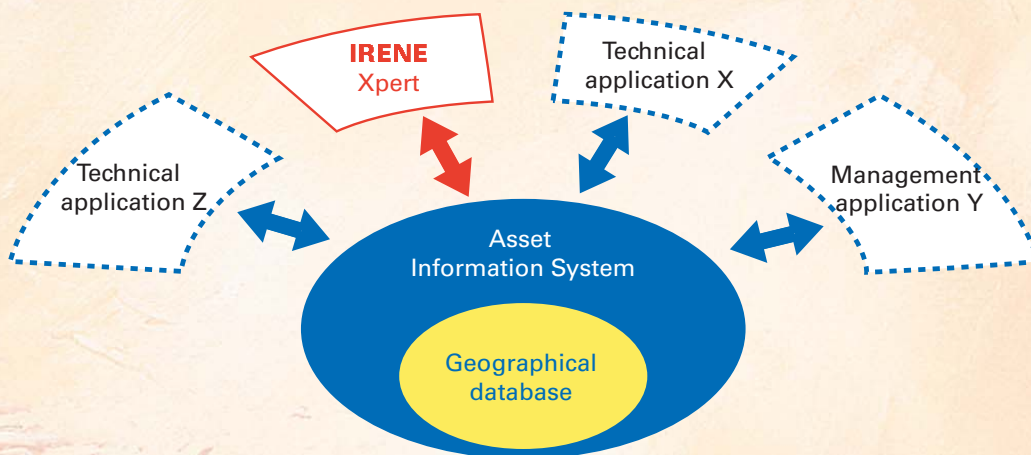 IRENE
Xpert
Technical
application X
Technical
application Z
Management
application Y
Asset
Information System
Geographical
database